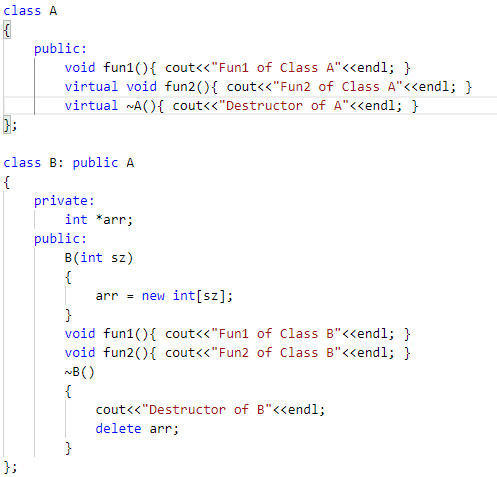 class A
{
    public:
        void fun1(){ cout<<"Fun1 of Class A"<<endl; }
        virtual void fun2(){ cout<<"Fun2 of Class A"<<endl; }
        virtual ~A(){ cout<<"Destructor of A"<<endl; }
};

class B: public A
{
    private:
        int *arr;
    public:
        B(int sz)
        {
            arr = new int[sz];
        }
        void fun1(){ cout<<"Fun1 of Class B"<<endl; }
        void fun2(){ cout<<"Fun2 of Class B"<<endl; }
        ~B()
        {
            cout<<"Destructor of B"<<endl;
            delete arr;
        }
};